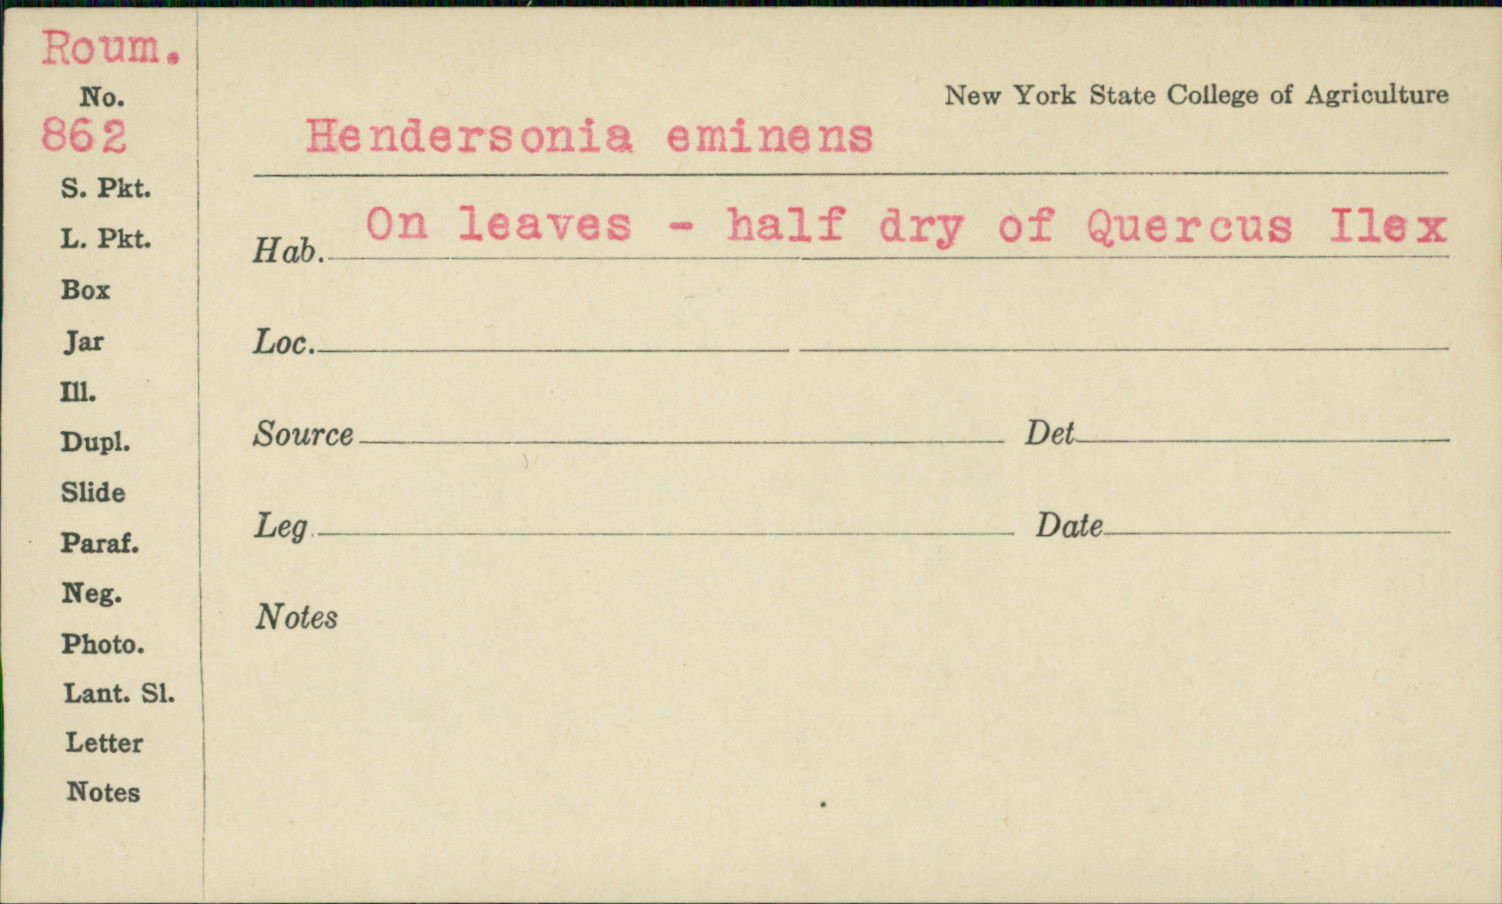 Roum.
No.
862
S. Pkt.
L. Pkt.
Box
Jar
Ill.
Dupl.
Slide
Paraf.
Neg.
Photo.
Lant. Sl.
Letter
Notes
New York State College of Agriculture
Hendersonia eminens
Hab. On leaves - half dry of Quercus Ilex
Loc.
Source Det.
Leg. Date
Notes